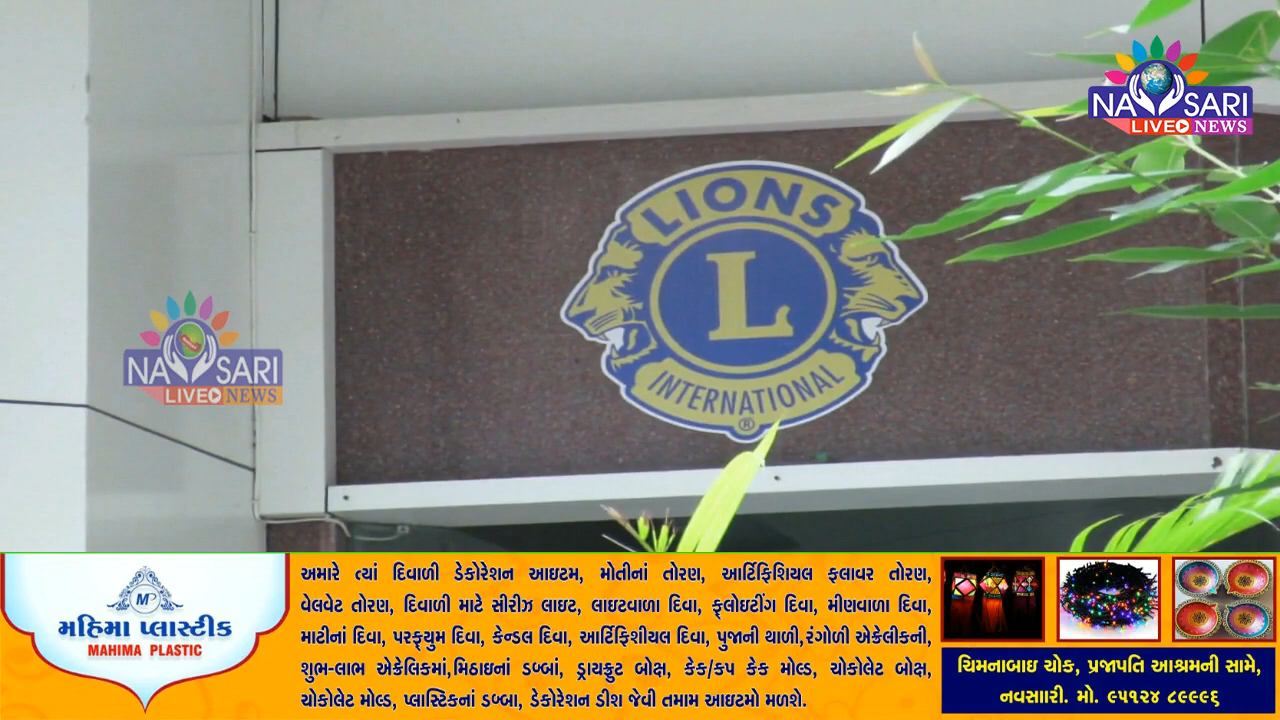 NAVSARI
LIVE NEWS
LIONS
L
INTERNATIONAL
®
NAVSARI
LIVE NEWS
MP
મહિમા પ્લાસ્ટીક
MAHIMA PLASTIC
અમારે ત્યાં દિવાળી ડેકોરેશન આઇટમ, મોતીનાં તોરણ, આર્ટિફિશિયલ ફલાવર તોરણ,
વેલવેટ તોરણ, દિવાળી માટે સીરીઝ લાઇટ, લાઇટવાળા દિવા, ફ્લોઇટીંગ દિવા, મીણવાળા દિવા,
માટીનાં દિવા, પરફ્યુમ દિવા, કેન્ડલ દિવા, આર્ટિફિશીયલ દિવા, પુજાની થાળી,રંગોળી એક્રેલીકની,
શુભ-લાભ એક્રેલિકમાં,મિઠાઇનાં ડબ્બાં, ડ્રાયફ્રુટ બોક્ષ, કેક/કપ કેક મોલ્ડ, ચોકોલેટ બોક્ષ,
ચોકોલેટ મોલ્ડ, પ્લાસ્ટિકનાં ડબ્બા, ડેકોરેશન ડીશ જેવી તમામ આઇટમો મળશે.
ચિમનાબાઇ ચોક, પ્રજાપતિ આશ્રમની સામે,
નવસાારી. મો. ૯૫૧૨૪ ૮૯૯૯૬